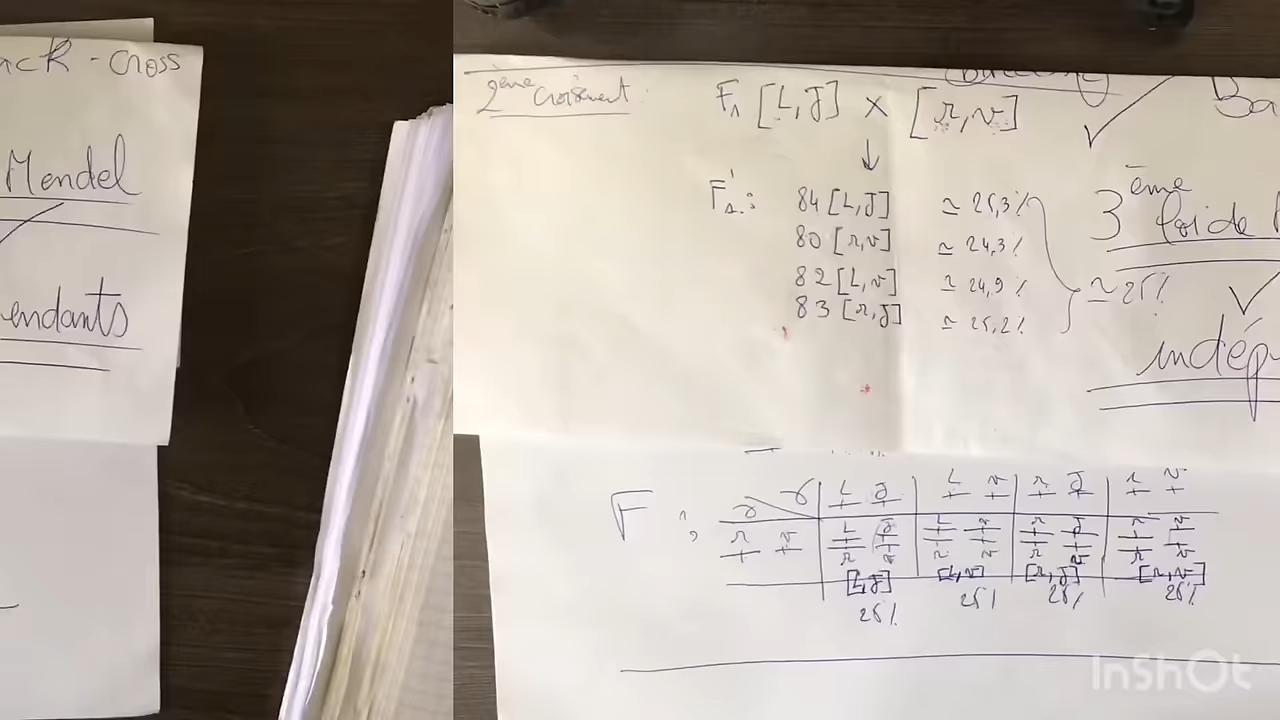 ack - cross
Mendel
endants
2ème croisement :
F₁ [L,J] × [r,v]
↓
F'₂ : 84 [L,J] ≃ 25,3%
80 [r,v] ≃ 24,3%
82 [L,v] ≃ 24,9%
83 [r,J] ≃ 25,2%
≃ 25%
Ba
3ème loi de
indép
F :
γ γ L J L v r J r v
r v L J L v r J r v
r v r v r v r v
[L,J] [L,v] [r,J] [r,v]
25% 25% 25% 25%
InShOt